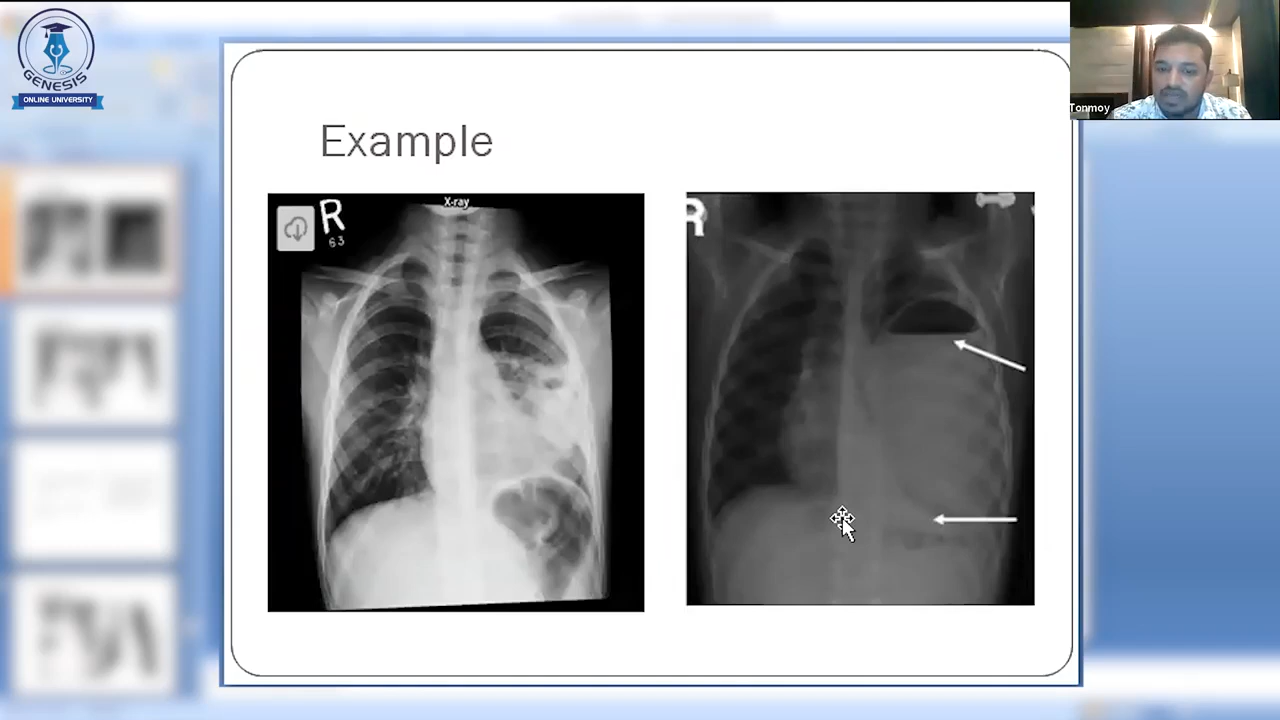 GENESIS
ONLINE UNIVERSITY
Tonmoy
Example
R
63
X-ray
R